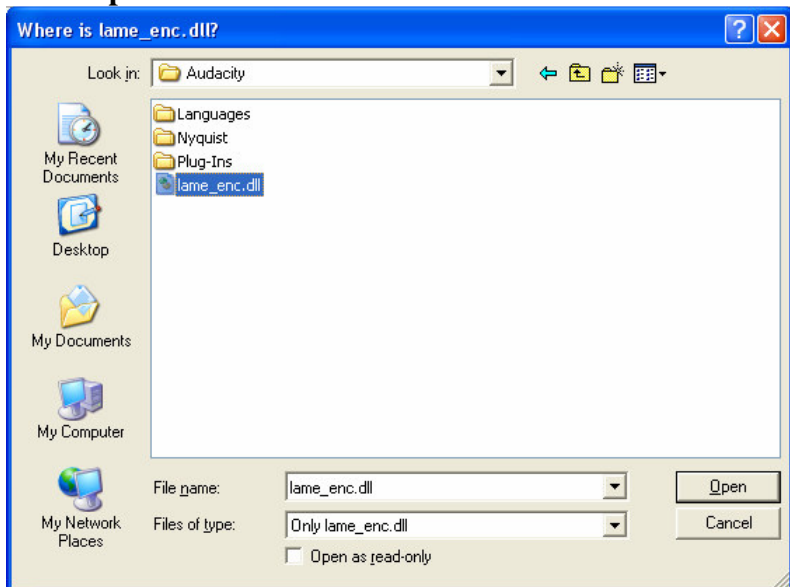 Where is lame_enc.dll?
Look in: Audacity
Languages
Nyquist
Plug-Ins
lame_enc.dll
My Recent
Documents
Desktop
My Documents
My Computer
My Network
Places
File name: lame_enc.dll Open
Files of type: Only lame_enc.dll Cancel
Open as read-only